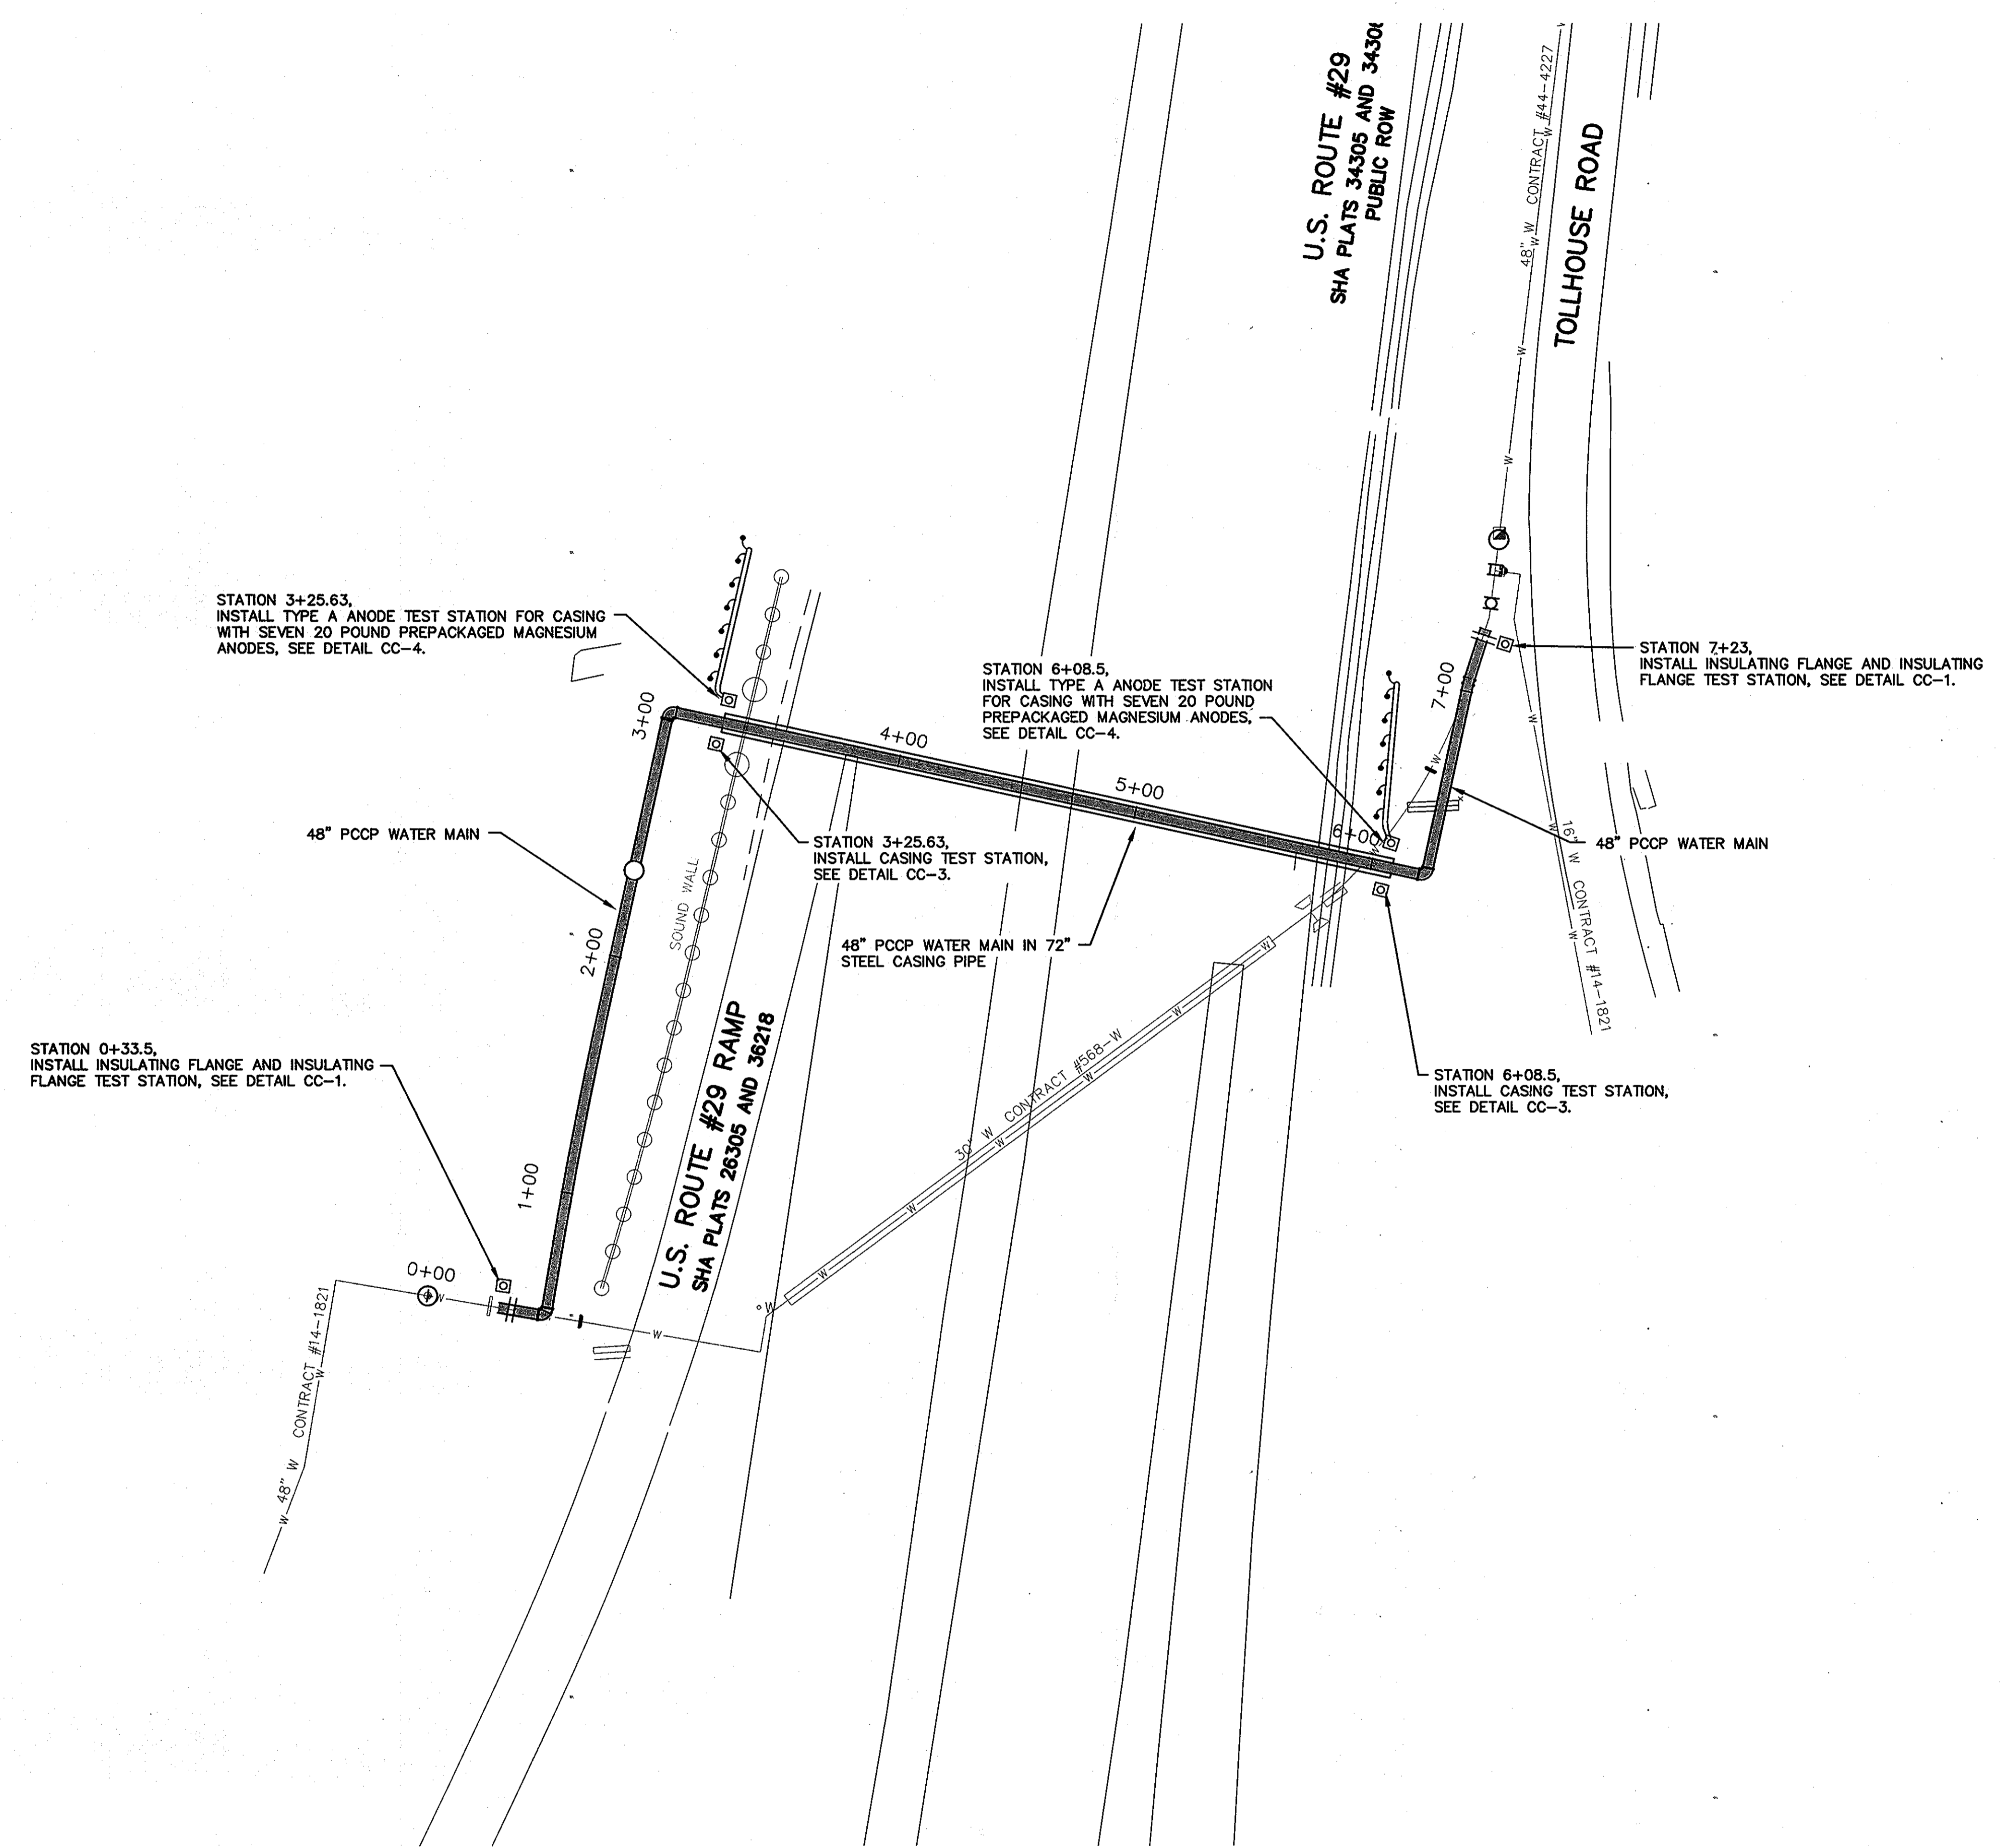 U.S. ROUTE #29
SHA PLATS 34305 AND 34306
PUBLIC ROW
48" W CONTRACT #44-4227
W
W
W
W
TOLLHOUSE ROAD
STATION 3+25.63,
INSTALL TYPE A ANODE TEST STATION FOR CASING
WITH SEVEN 20 POUND PREPACKAGED MAGNESIUM
ANODES, SEE DETAIL CC-4.
STATION 6+08.5,
INSTALL TYPE A ANODE TEST STATION
FOR CASING WITH SEVEN 20 POUND
PREPACKAGED MAGNESIUM ANODES,
SEE DETAIL CC-4.
STATION 7+23,
INSTALL INSULATING FLANGE AND INSULATING
FLANGE TEST STATION, SEE DETAIL CC-1.
3+00
4+00
5+00
6+00
7+00
W
W
W
48" PCCP WATER MAIN
STATION 3+25.63,
INSTALL CASING TEST STATION,
SEE DETAIL CC-3.
48" PCCP WATER MAIN
16" W CONTRACT #14-1821
W
W
SOUND WALL
2+00
48" PCCP WATER MAIN IN 72"
STEEL CASING PIPE
STATION 0+33.5,
INSTALL INSULATING FLANGE AND INSULATING
FLANGE TEST STATION, SEE DETAIL CC-1.
U.S. ROUTE #29 RAMP
SHA PLATS 26305 AND 36218
30" W CONTRACT #568-W
W
W
W
W
W
W
STATION 6+08.5,
INSTALL CASING TEST STATION,
SEE DETAIL CC-3.
1+00
0+00
W
W
W
48" W CONTRACT #14-1821
W
W